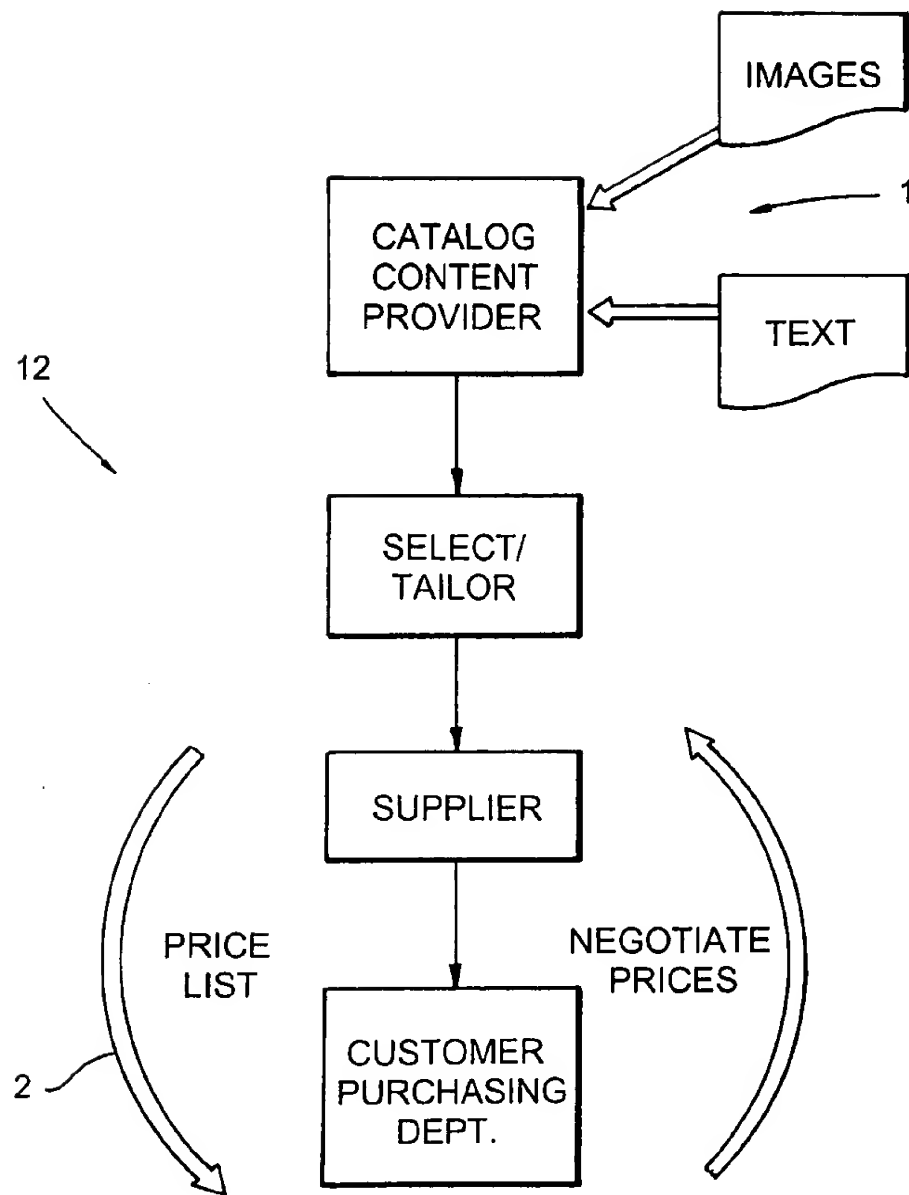 IMAGES
1
CATALOG
CONTENT
PROVIDER
TEXT
12
SELECT/
TAILOR
SUPPLIER
PRICE
LIST
NEGOTIATE
PRICES
2
CUSTOMER
PURCHASING
DEPT.